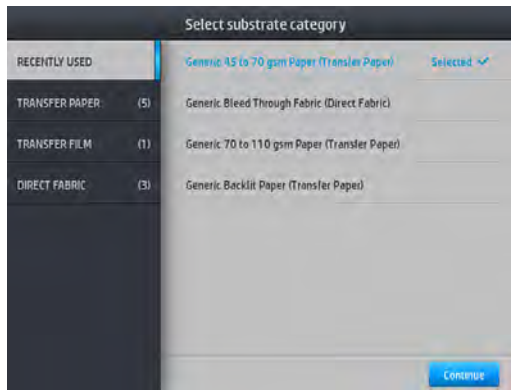 Select substrate category
RECENTLY USED
Generic 45 to 70 gsm Paper (Transfer Paper) Selected ✔
TRANSFER PAPER (5)
Generic Bleed Through Fabric (Direct Fabric)
TRANSFER FILM (1)
Generic 70 to 110 gsm Paper (Transfer Paper)
DIRECT FABRIC (3)
Generic Backlit Paper (Transfer Paper)
Continue